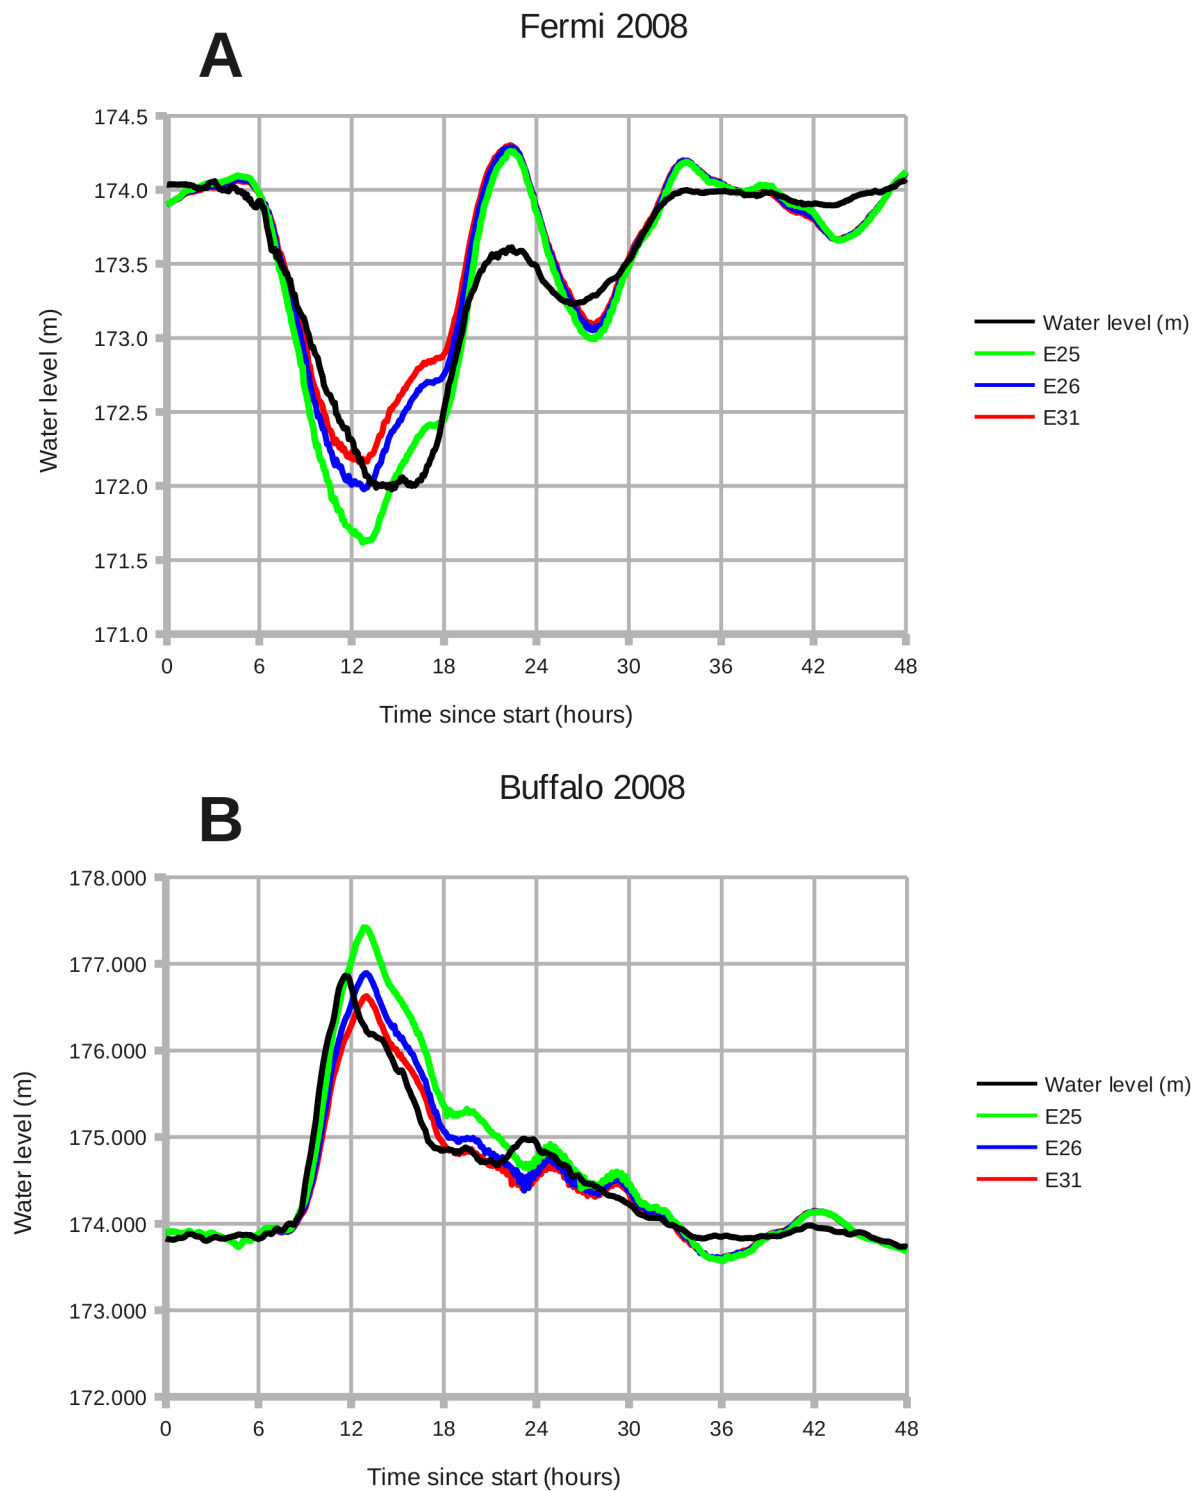 Fermi 2008
A
174.5
174.0
173.5
173.0
172.5
172.0
171.5
171.0
Water level (m)
0 6 12 18 24 30 36 42 48
Time since start (hours)
Water level (m)
E25
E26
E31
Buffalo 2008
B
178.000
177.000
176.000
175.000
174.000
173.000
172.000
Water level (m)
0 6 12 18 24 30 36 42 48
Time since start (hours)
Water level (m)
E25
E26
E31